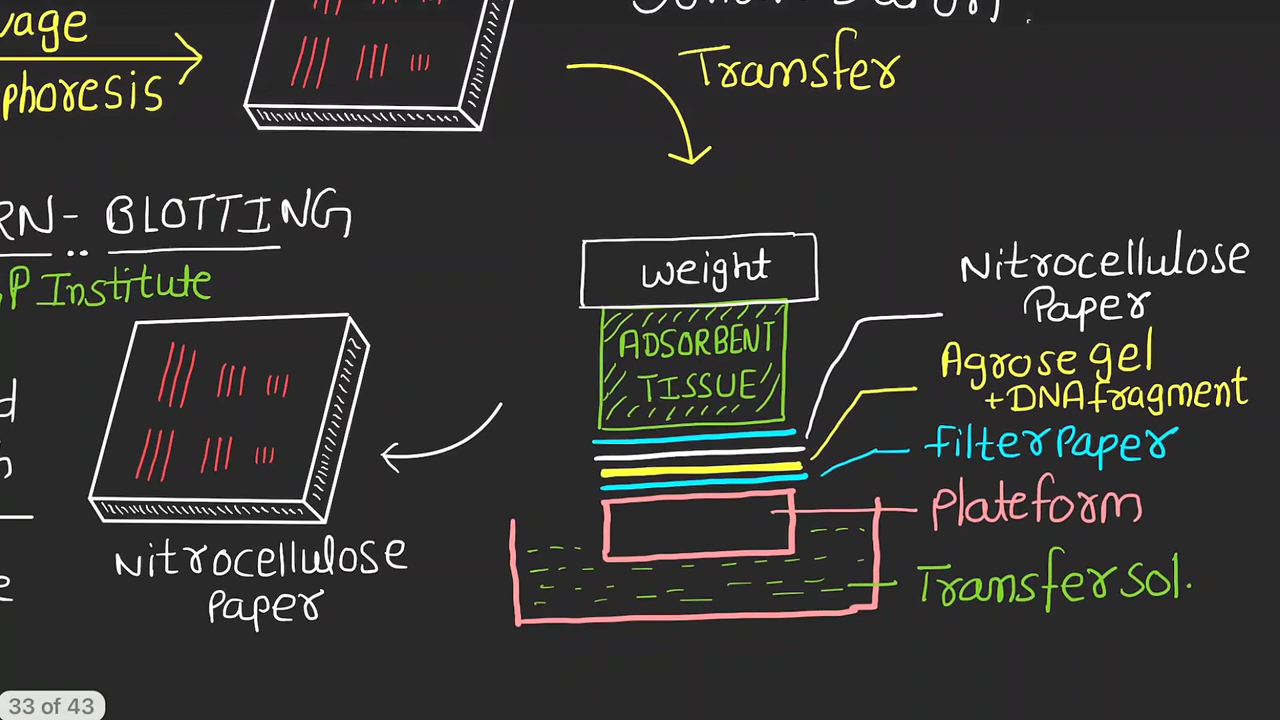 Transfer
phoresis
RN- BLOTTING
P Institute
weight
ADSORBENT
TISSUE
Nitrocellulose
Paper
Agrose gel
+DNA fragment
Filter Paper
Plateform
Transfer Sol.
Nitrocellulose
Paper
33 of 43